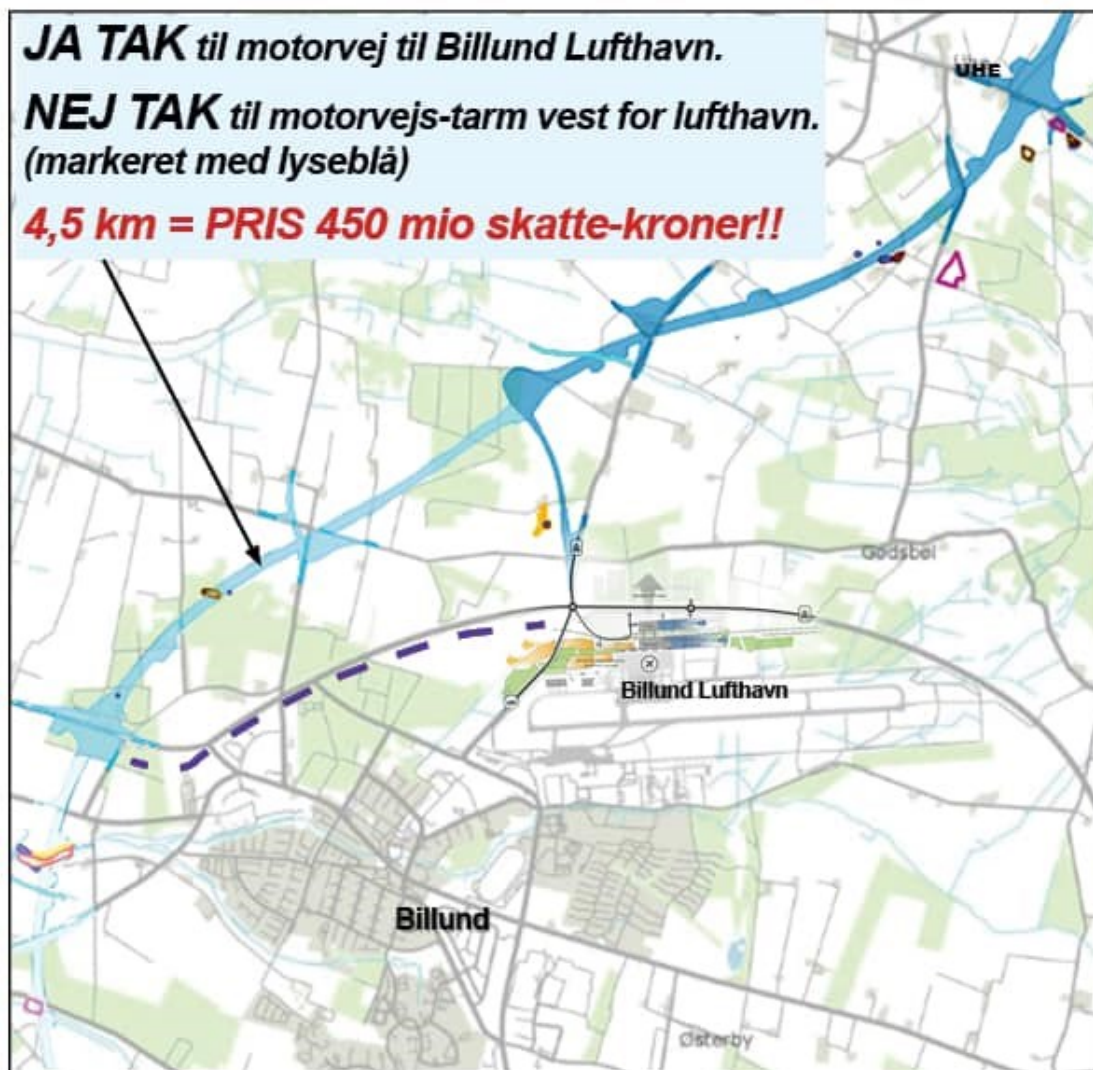 JA TAK til motorvej til Billund Lufthavn.
NEJ TAK til motorvejs-tarm vest for lufthavn.
(markeret med lyseblå)
4,5 km = PRIS 450 mio skatte-kroner!!
UHE
Billund Lufthavn
Billund
Østerby